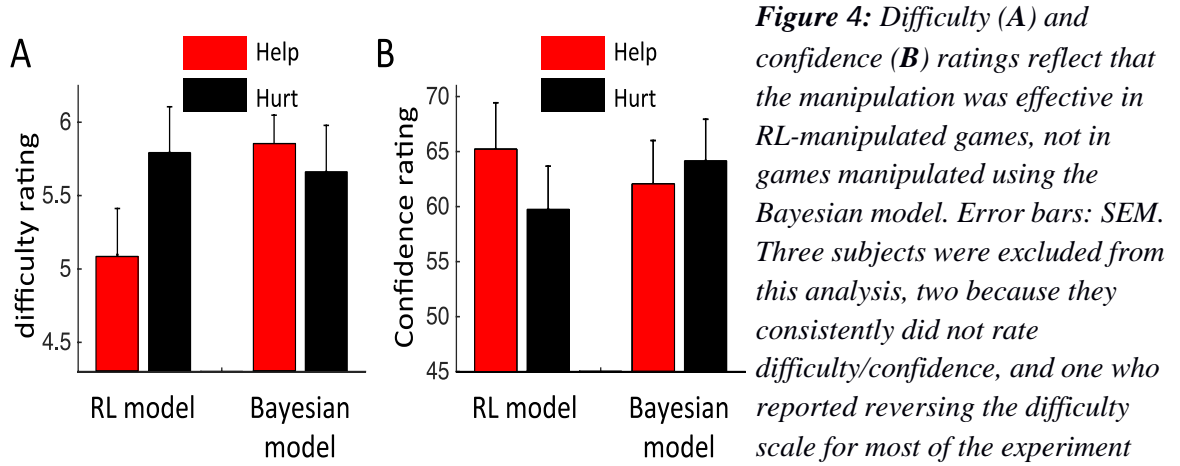 A
Help
Hurt
difficulty rating
6
5.5
5
4.5
RL model
Bayesian
model
B
Help
Hurt
Confidence rating
70
65
60
55
50
45
RL model
Bayesian
model
Figure 4: Difficulty (A) and
confidence (B) ratings reflect that
the manipulation was effective in
RL-manipulated games, not in
games manipulated using the
Bayesian model. Error bars: SEM.
Three subjects were excluded from
this analysis, two because they
consistently did not rate
difficulty/confidence, and one who
reported reversing the difficulty
scale for most of the experiment